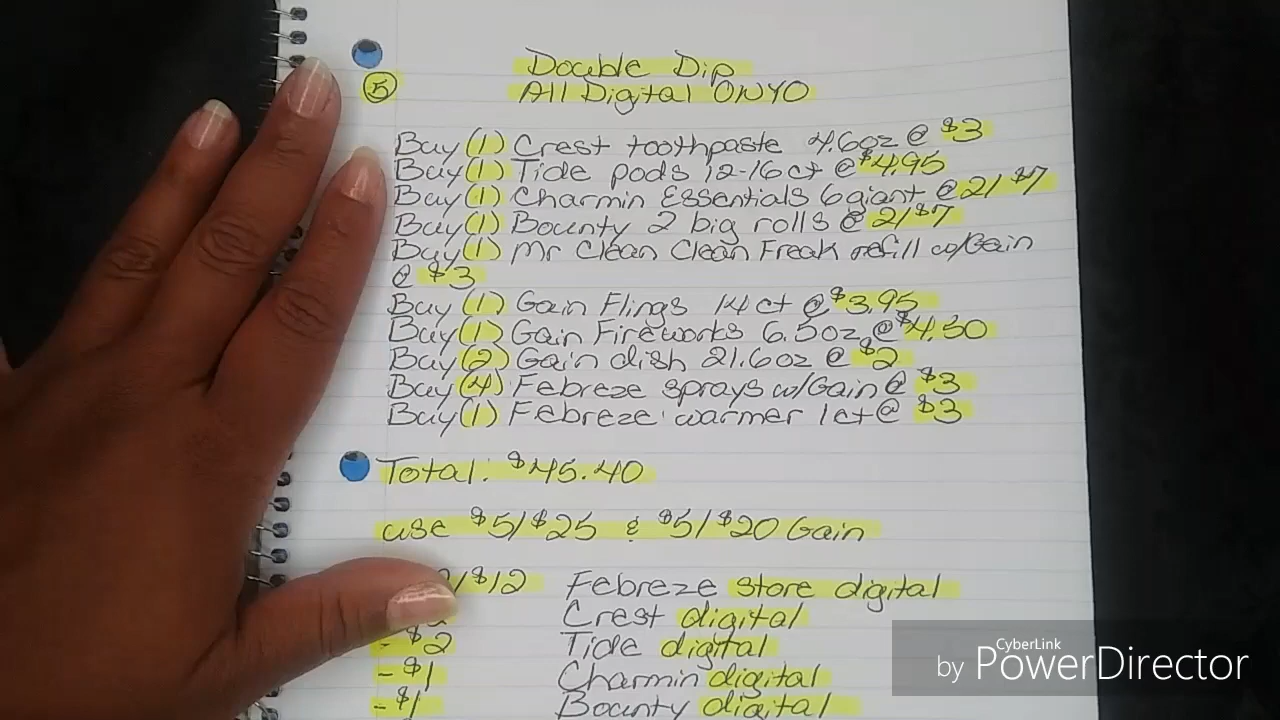 Double Dip
5 All Digital ONYO
Buy (1) Crest toothpaste 4.6oz @ $3
Buy (1) Tide pods 12-16 ct @ $4.95
Buy (1) Charmin Essentials 6 giant @ 2/$7
Buy (1) Bounty 2 big rolls @ 2/$7
Buy (1) Mr Clean Clean Freak refill w/Gain
@ $3
Buy (1) Gain Flings 14 ct @ $3.95
Buy (1) Gain Fireworks 6.5oz @ $4.50
Buy (2) Gain dish 21.6oz @ $2
Buy (4) Febreze sprays w/Gain @ $3
Buy (1) Febreze warmer 1ct @ $3
Total: $45.40
use $5/$25 & $5/$20 Gain
/$12 Febreze store digital
Crest digital
-$2 Tide digital
-$1 Charmin digital
-$1 Bounty digital
CyberLink
by PowerDirector